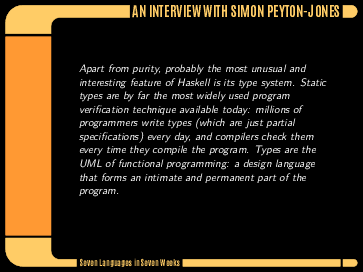 AN INTERVIEW WITH SIMON PEYTON-JONES
Apart from purity, probably the most unusual and
interesting feature of Haskell is its type system. Static
types are by far the most widely used program
verification technique available today: millions of
programmers write types (which are just partial
specifications) every day, and compilers check them
every time they compile the program. Types are the
UML of functional programming: a design language
that forms an intimate and permanent part of the
program.
Seven Languages in Seven Weeks